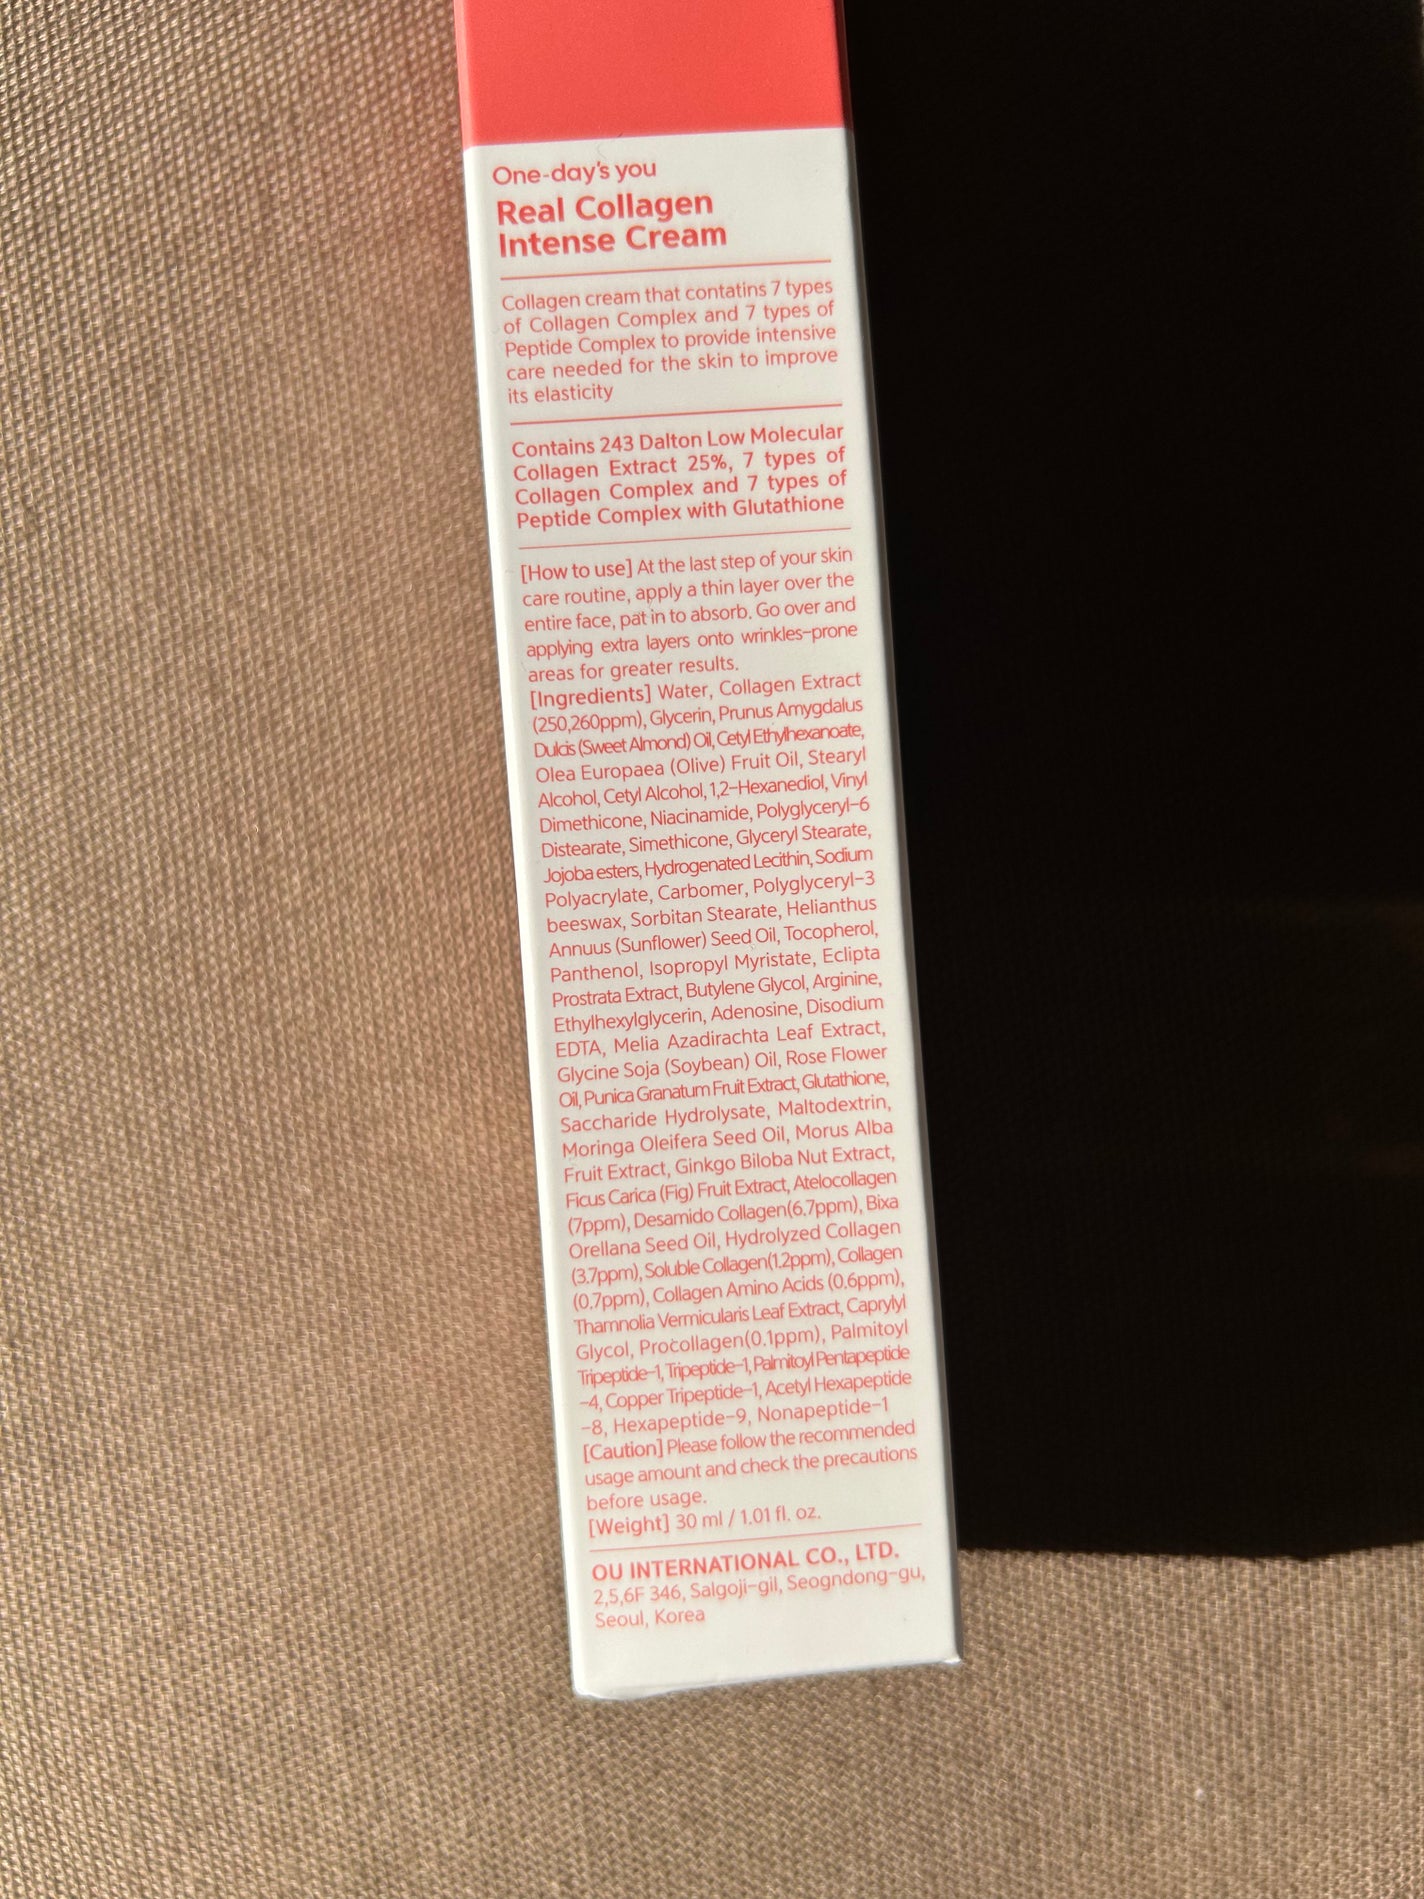 One-day's you
Real Collagen
Intense Cream
Collagen cream that contatins 7 types
of Collagen Complex and 7 types of
Peptide Complex to provide intensive
care needed for the skin to improve
its elasticity
Contains 243 Dalton Low Molecular
Collagen Extract 25%, 7 types of
Collagen Complex and 7 types of
Peptide Complex with Glutathione
[How to use] At the last step of your skin
care routine, apply a thin layer over the
entire face, pat in to absorb. Go over and
applying extra layers onto wrinkles-prone
areas for greater results.
[Ingredients] Water, Collagen Extract
(250,260ppm), Glycerin, Prunus Amygdalus
Dulcis (Sweet Almond) Oil, Cetyl Ethylhexanoate,
Olea Europaea (Olive) Fruit Oil, Stearyl
Alcohol, Cetyl Alcohol, 1,2-Hexanediol, Vinyl
Dimethicone, Niacinamide, Polyglyceryl-6
Distearate, Simethicone, Glyceryl Stearate,
Jojoba esters, Hydrogenated Lecithin, Sodium
Polyacrylate, Carbomer, Polyglyceryl-3
beeswax, Sorbitan Stearate, Helianthus
Annuus (Sunflower) Seed Oil, Tocopherol,
Panthenol, Isopropyl Myristate, Eclipta
Prostrata Extract, Butylene Glycol, Arginine,
Ethylhexylglycerin, Adenosine, Disodium
EDTA, Melia Azadirachta Leaf Extract,
Glycine Soja (Soybean) Oil, Rose Flower
Oil, Punica Granatum Fruit Extract, Glutathione,
Saccharide Hydrolysate, Maltodextrin,
Moringa Oleifera Seed Oil, Morus Alba
Fruit Extract, Ginkgo Biloba Nut Extract,
Ficus Carica (Fig) Fruit Extract, Atelocollagen
(7ppm), Desamido Collagen(6.7ppm), Bixa
Orellana Seed Oil, Hydrolyzed Collagen
(3.7ppm), Soluble Collagen(1.2ppm), Collagen
(0.7ppm), Collagen Amino Acids (0.6ppm),
Thamnolia Vermicularis Leaf Extract, Caprylyl
Glycol, Procollagen(0.1ppm), Palmitoyl
Tripeptide-1, Tripeptide-1, Palmitoyl Pentapeptide
-4, Copper Tripeptide-1, Acetyl Hexapeptide
-8, Hexapeptide-9, Nonapeptide-1
[Caution] Please follow the recommended
usage amount and check the precautions
before usage.
[Weight] 30 ml / 1.01 fl. oz.
OU INTERNATIONAL CO., LTD.
2,5,6F 346, Salgoji-gil, Seogndong-gu,
Seoul, Korea